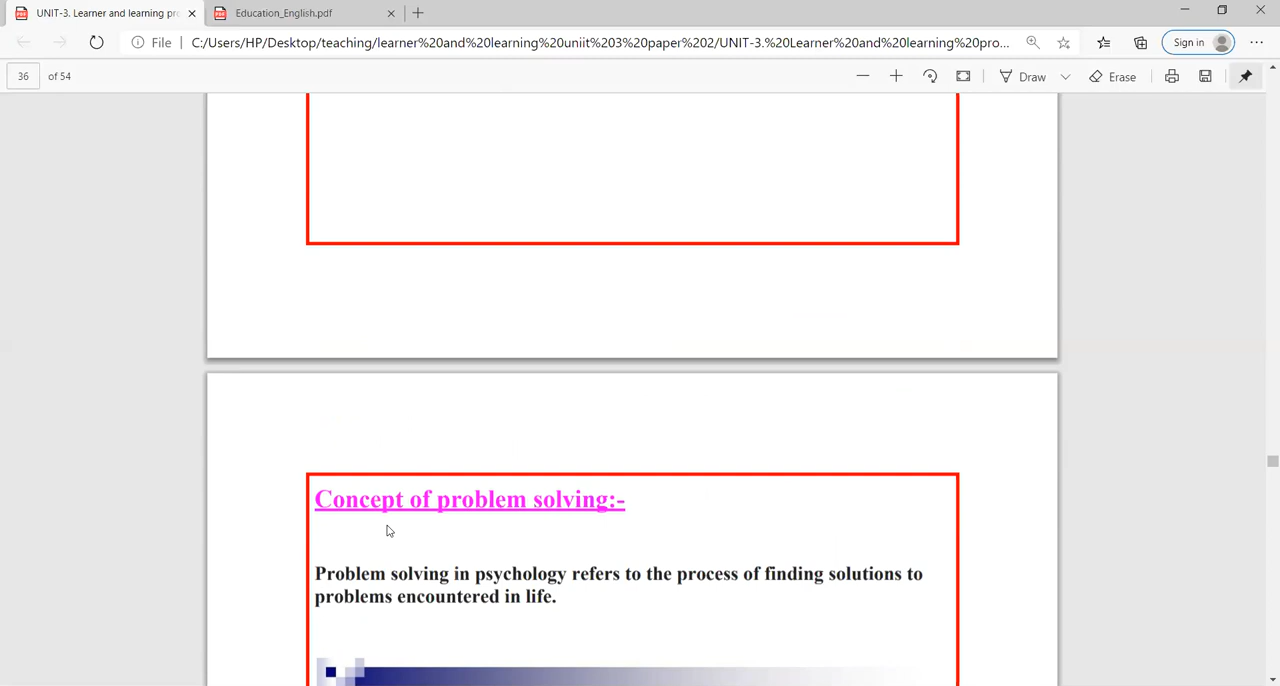 UNIT-3. Learner and learning pr
Education_English.pdf
File
C:/Users/HP/Desktop/teaching/learner%20and%20learning%20uniit%203%20paper%202/UNIT-3.%20Learner%20and%20learning%20pro...
Sign in
36 of 54
Draw
Erase
Concept of problem solving:-
Problem solving in psychology refers to the process of finding solutions to
problems encountered in life.